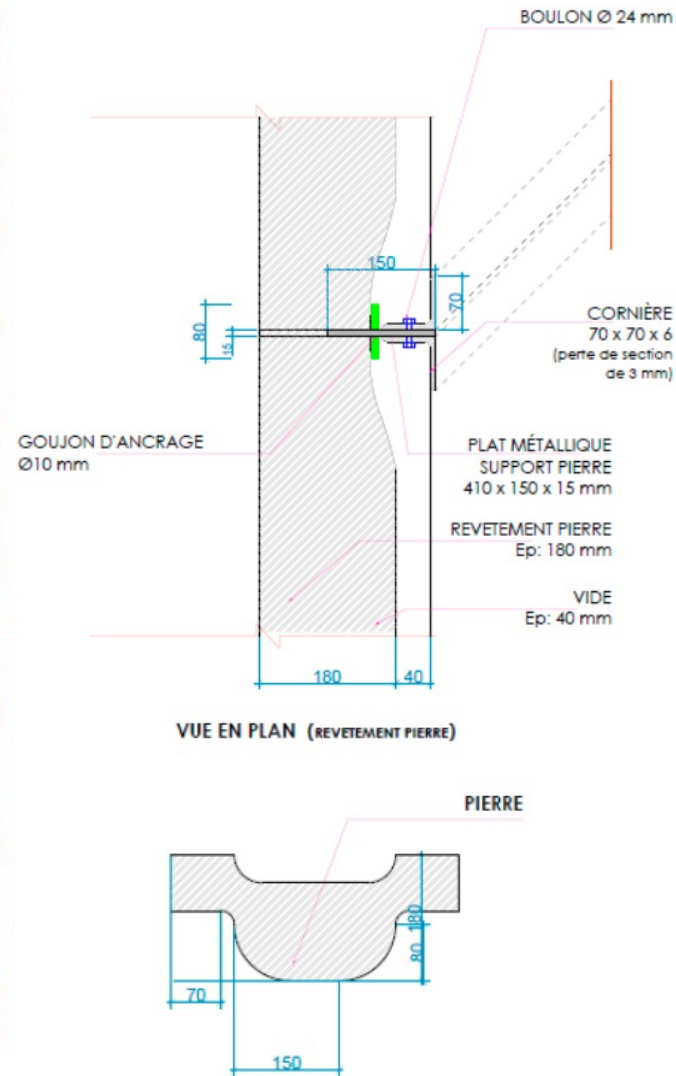 BOULON Ø 24 mm
150
70
80
15
CORNIÈRE
70 x 70 x 6
(perte de section
de 3 mm)
GOUJON D'ANCRAGE
Ø10 mm
PLAT MÉTALLIQUE
SUPPORT PIERRE
410 x 150 x 15 mm
REVETEMENT PIERRE
Ep: 180 mm
VIDE
Ep: 40 mm
180
40
VUE EN PLAN (REVETEMENT PIERRE)
PIERRE
180
80
70
150